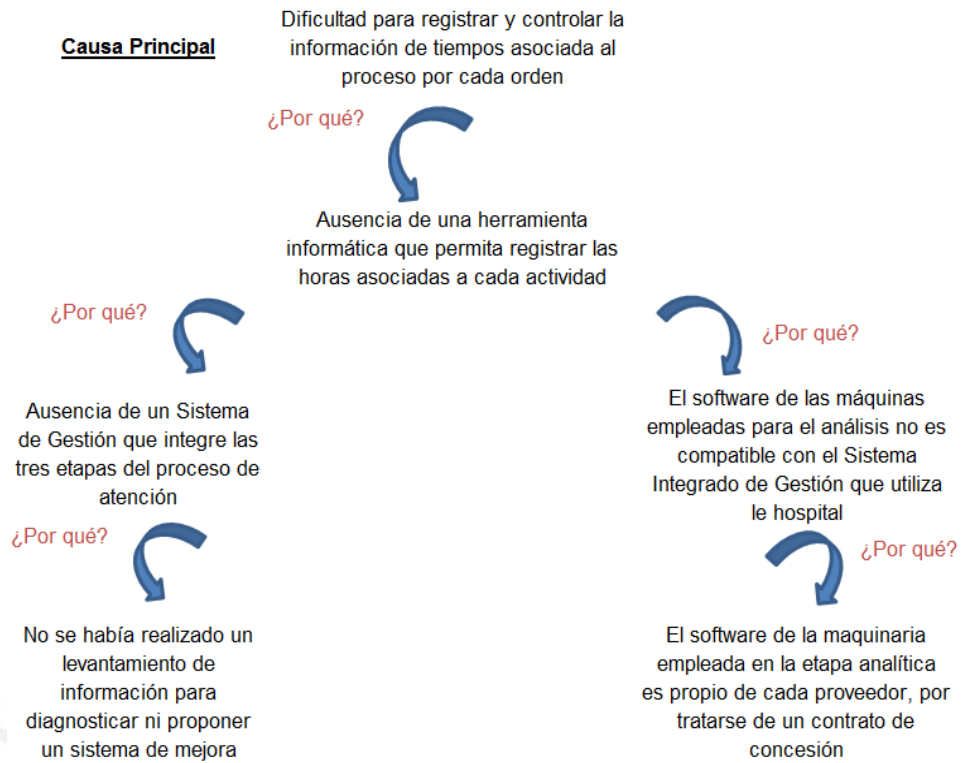 Causa Principal
Dificultad para registrar y controlar la
información de tiempos asociada al
proceso por cada orden
¿Por qué?
Ausencia de una herramienta
informática que permita registrar las
horas asociadas a cada actividad
¿Por qué?
Ausencia de un Sistema
de Gestión que integre las
tres etapas del proceso de
atención
¿Por qué?
No se había realizado un
levantamiento de
información para
diagnosticar ni proponer
un sistema de mejora
¿Por qué?
El software de las máquinas
empleadas para el análisis no es
compatible con el Sistema
Integrado de Gestión que utiliza
le hospital
¿Por qué?
El software de la maquinaria
empleada en la etapa analítica
es propio de cada proveedor, por
tratarse de un contrato de
concesión